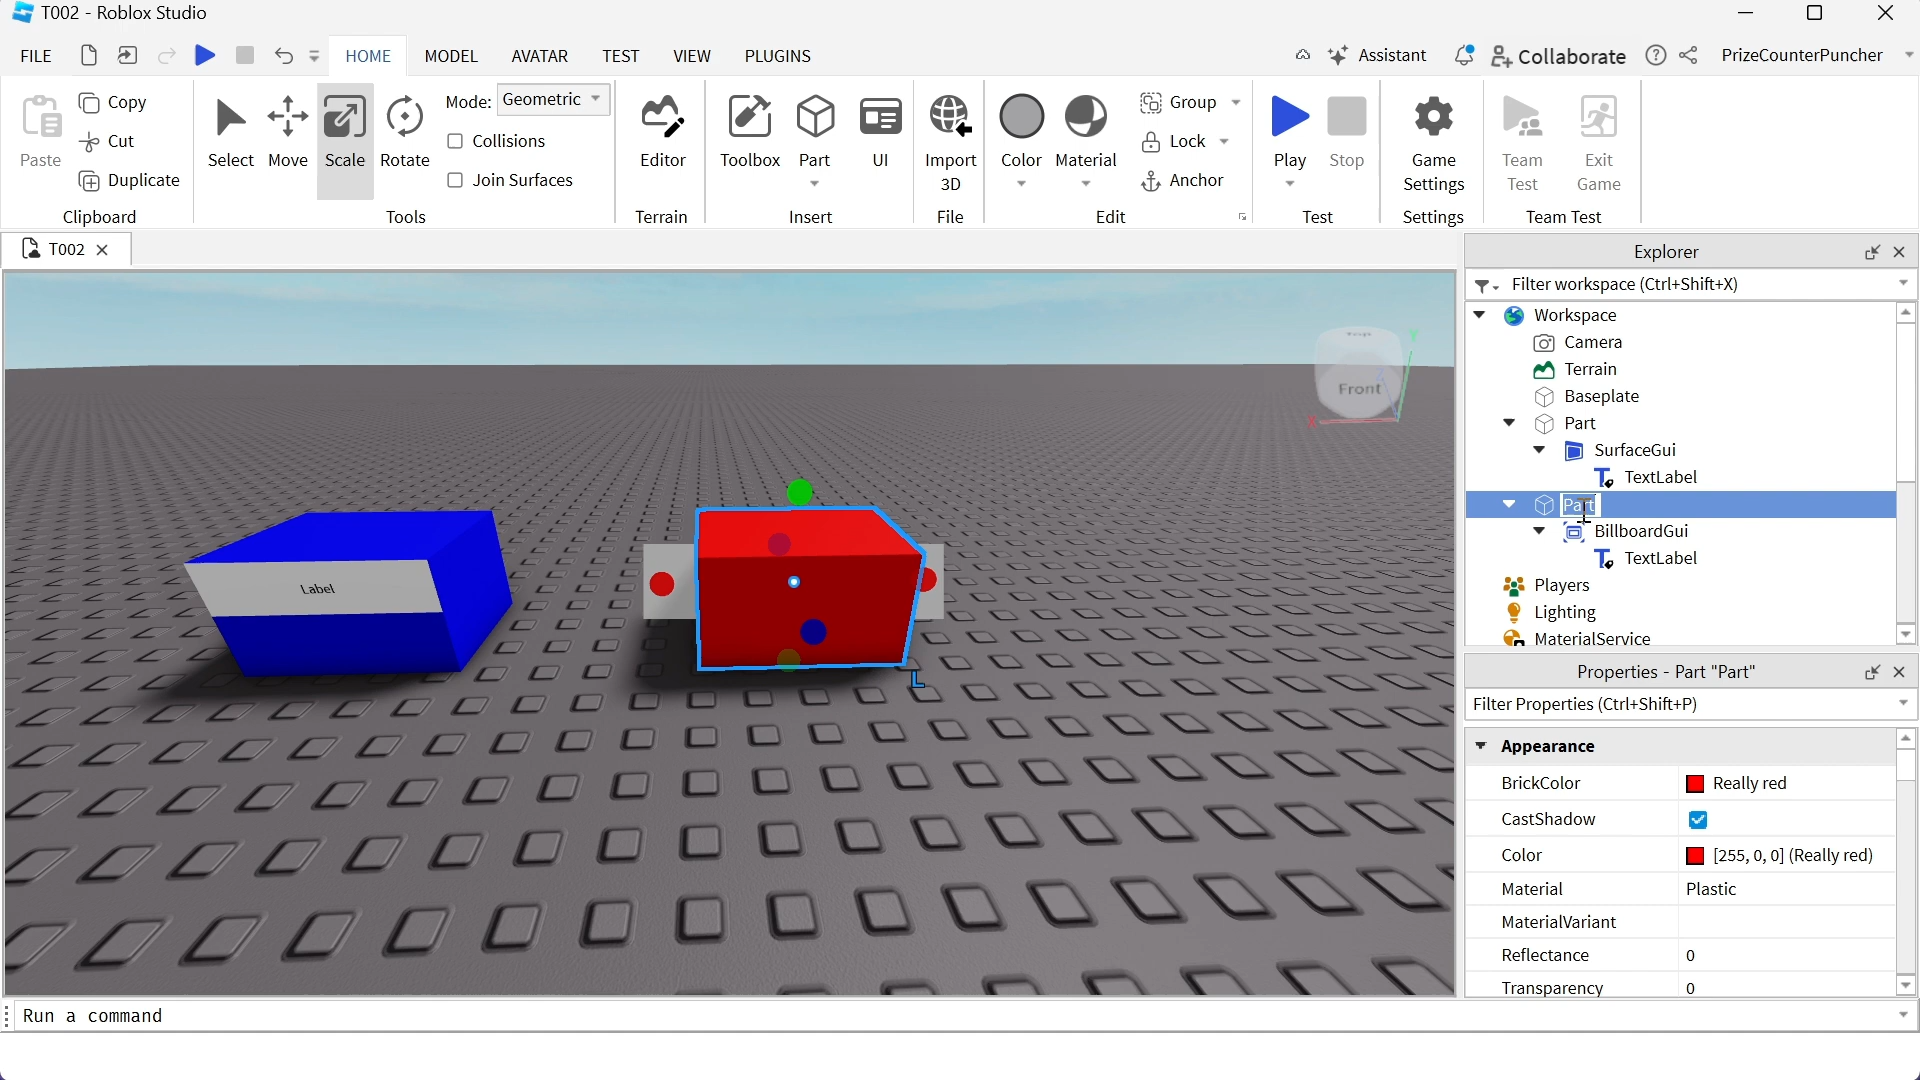 T002 - Roblox Studio
FILE
HOME
MODEL
AVATAR
TEST
VIEW
PLUGINS
Assistant
Collaborate
PrizeCounterPuncher
Paste
Copy
Cut
Duplicate
Clipboard
Select
Move
Scale
Rotate
Mode: Geometric
Collisions
Join Surfaces
Tools
Editor
Terrain
Toolbox
Part
UI
Insert
Import
3D
File
Color
Material
Group
Lock
Anchor
Edit
Play
Stop
Test
Game
Settings
Settings
Team
Test
Exit
Game
Team Test
T002
Label
Front
X
Y
Z
L
Explorer
Filter workspace (Ctrl+Shift+X)
Workspace
Camera
Terrain
Baseplate
Part
SurfaceGui
TextLabel
Part
BillboardGui
TextLabel
Players
Lighting
MaterialService
Properties - Part "Part"
Filter Properties (Ctrl+Shift+P)
Appearance
BrickColor Really red
CastShadow
Color [255, 0, 0] (Really red)
Material Plastic
MaterialVariant
Reflectance 0
Transparency 0
Run a command